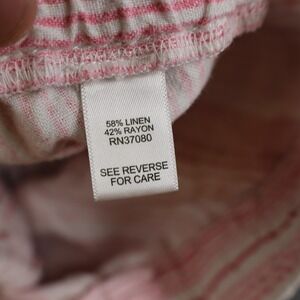 58% LINEN
42% RAYON
RN37080
SEE REVERSE
FOR CARE